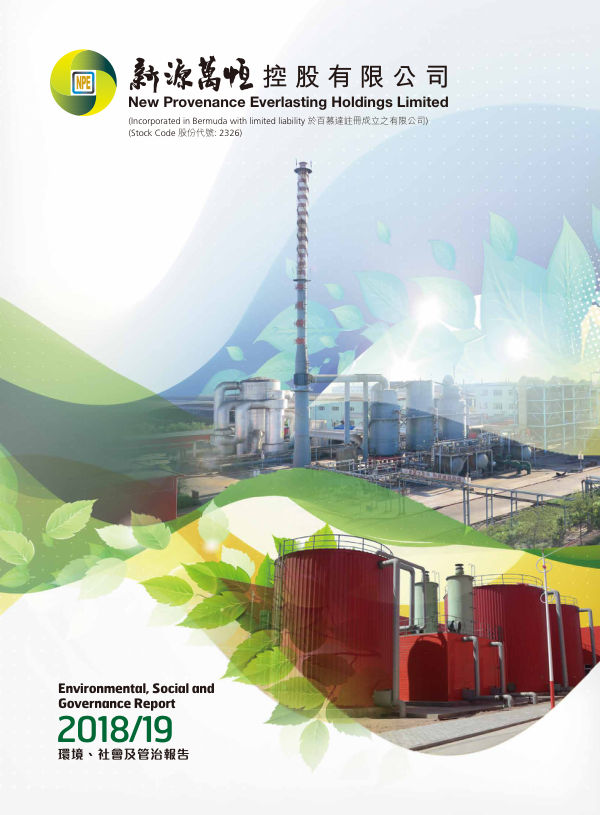 NPE
新源萬恒控股有限公司
New Provenance Everlasting Holdings Limited
(Incorporated in Bermuda with limited liability 於百慕達註冊成立之有限公司)
(Stock Code 股份代號: 2326)
Environmental, Social and
Governance Report
2018/19
環境、社會及管治報告